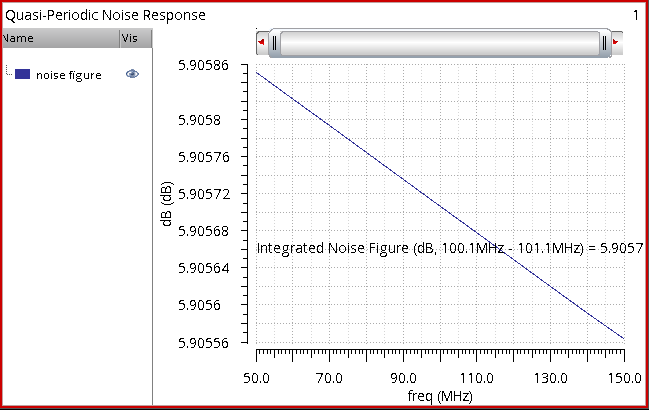 Quasi-Periodic Noise Response 1
Name Vis
noise figure
5.90586
5.9058
5.90576
5.90572
5.90568
5.90564
5.9056
5.90556
dB (dB)
Integrated Noise Figure (dB, 100.1MHz - 101.1MHz) = 5.9057
50.0 70.0 90.0 110.0 130.0 150.0
freq (MHz)